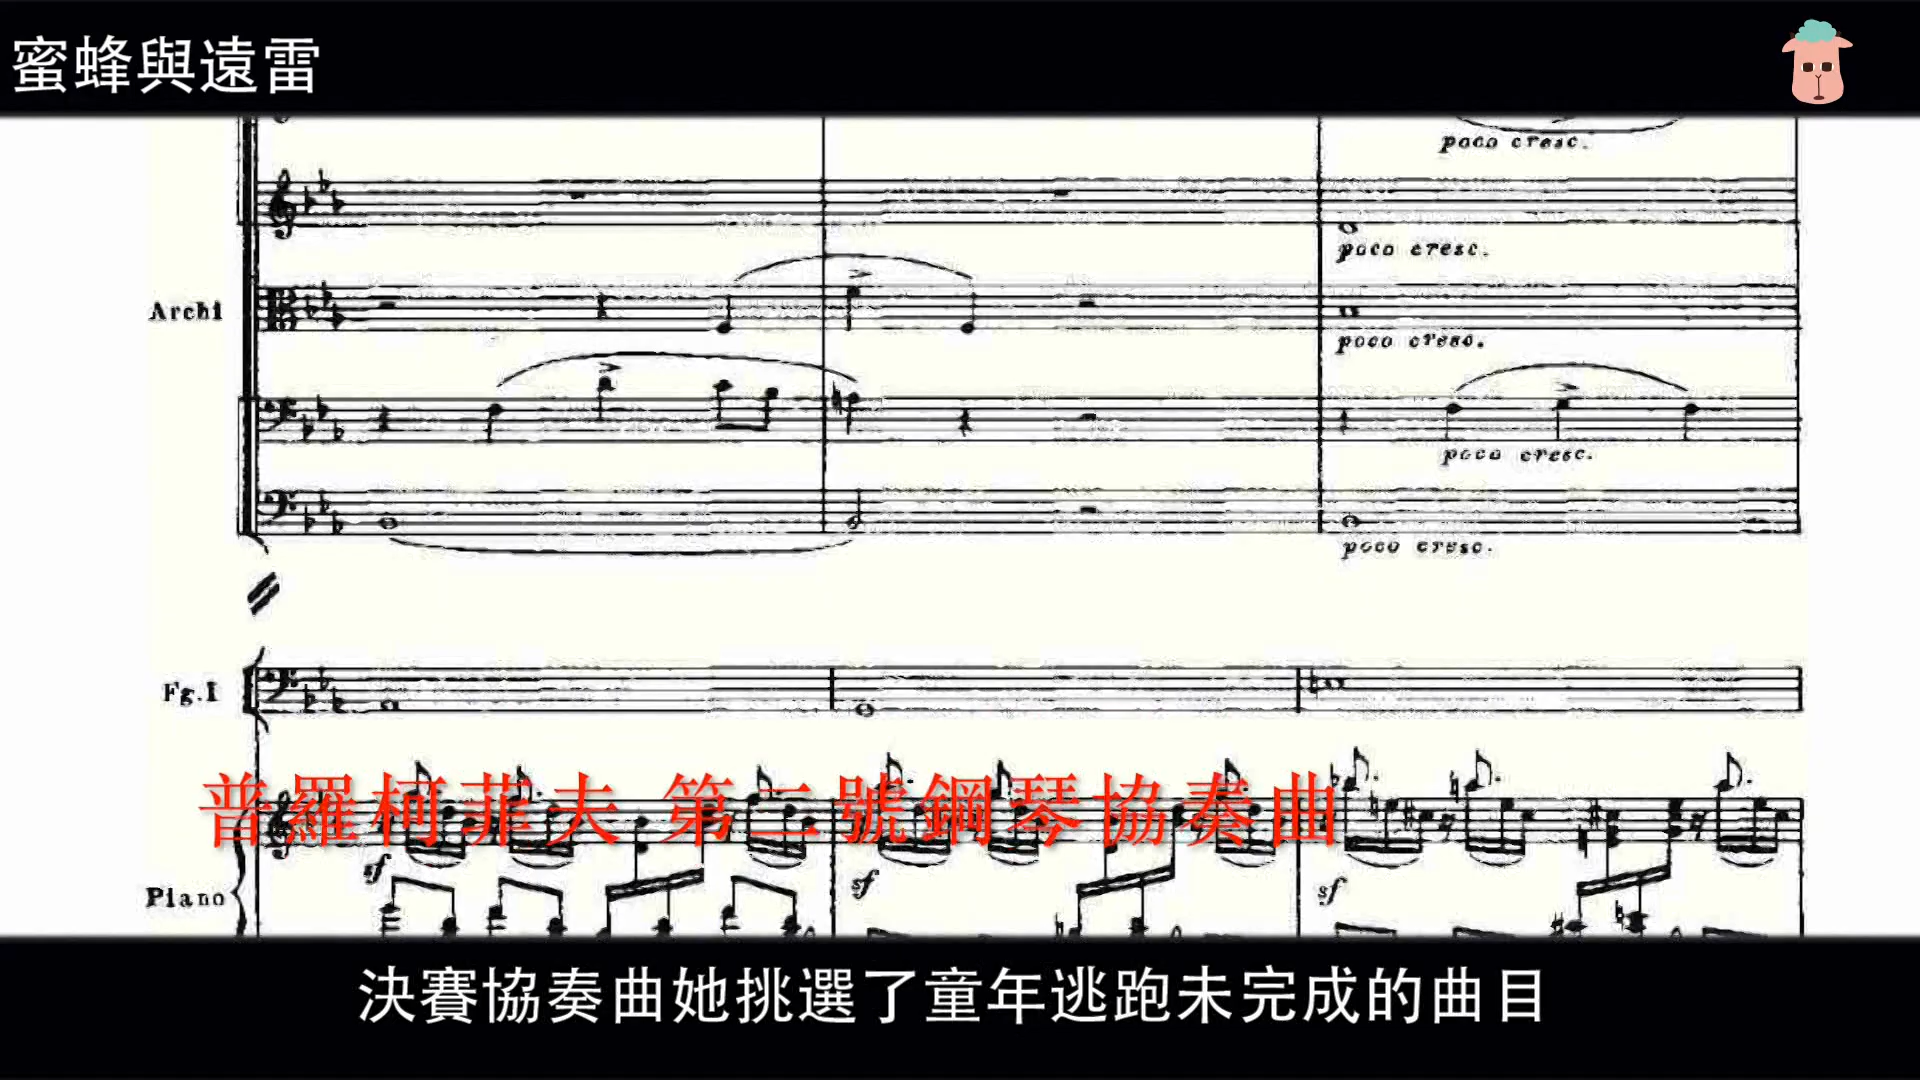 蜜蜂與遠雷
poco cresc.
poco cresc.
Archi
poco cresc.
poco cresc.
poco cresc.
Fg. I
普羅柯菲夫 第二號鋼琴協奏曲
sf
sf
sf
Piano
決賽協奏曲她挑選了童年逃跑未完成的曲目